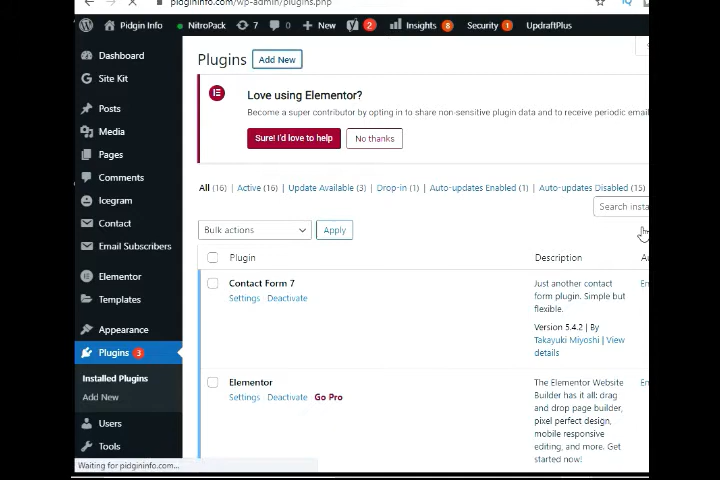 pidgininfo.com/wp-admin/plugins.php
Pidgin Info NitroPack 7 0 New 2 Insights 8 Security 1 UpdraftPlus
Dashboard
Site Kit
Posts
Media
Pages
Comments
Icegram
Contact
Email Subscribers
Elementor
Templates
Appearance
Plugins 3
Installed Plugins
Add New
Users
Tools
Waiting for pidgininfo.com...
Plugins Add New
Love using Elementor?
Become a super contributor by opting in to share non-sensitive plugin data and to receive periodic email
Sure! I'd love to help No thanks
All (16) | Active (16) | Update Available (3) | Drop-in (1) | Auto-updates Enabled (1) | Auto-updates Disabled (15)
Search insta
Bulk actions Apply
Plugin Description Au
Contact Form 7
Settings Deactivate
Just another contact
form plugin. Simple but
flexible.
Version 5.4.2 | By
Takayuki Miyoshi | View
details
En
Elementor
Settings Deactivate Go Pro
The Elementor Website
Builder has it all: drag
and drop page builder,
pixel perfect design,
mobile responsive
editing, and more. Get
started now!
En